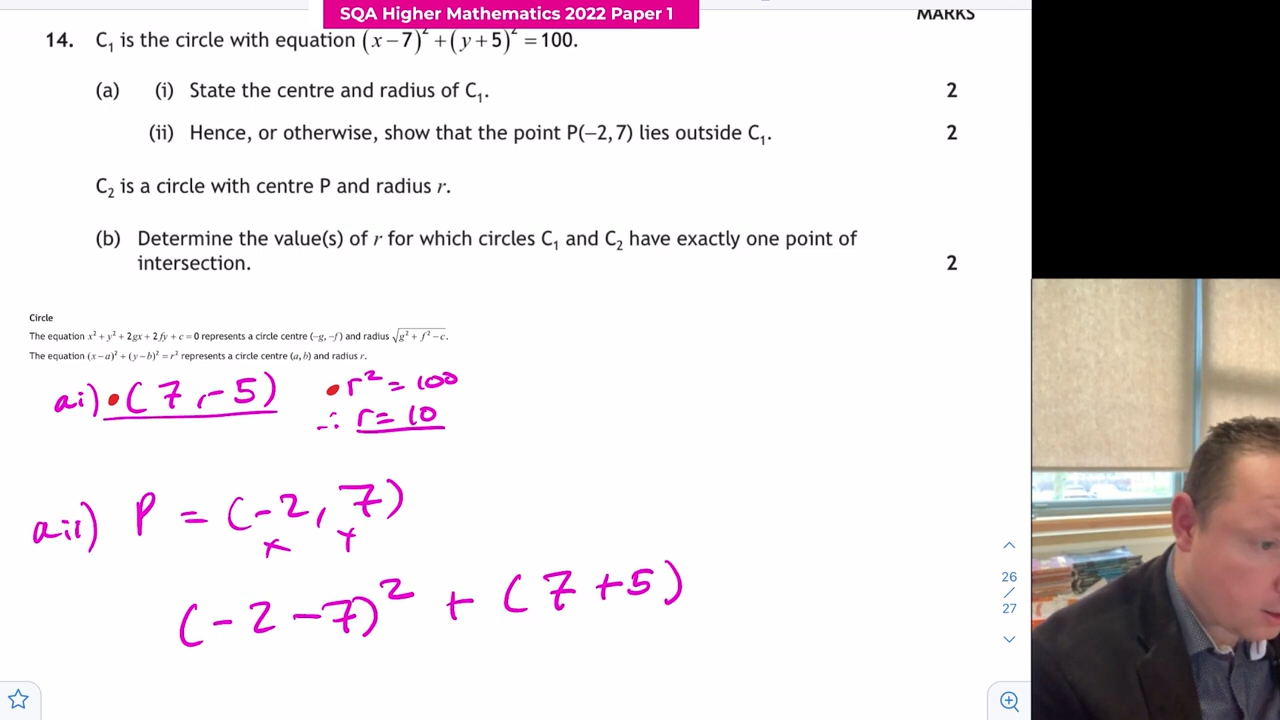 SQA Higher Mathematics 2022 Paper 1
MARKS
14. C₁ is the circle with equation (x−7)² + (y+5)² = 100.
(a) (i) State the centre and radius of C₁. 2
(ii) Hence, or otherwise, show that the point P(−2,7) lies outside C₁. 2
C₂ is a circle with centre P and radius r.
(b) Determine the value(s) of r for which circles C₁ and C₂ have exactly one point of
intersection. 2
Circle
The equation x² + y² + 2gx + 2fy + c = 0 represents a circle centre (−g, −f) and radius √(g² + f² − c).
The equation (x−a)² + (y−b)² = r² represents a circle centre (a, b) and radius r.
ai) • (7, −5) • r² = 100
∴ r = 10
aii) P = (−2, 7)
x y
(−2 −7)² + (7 +5)
26
/
27